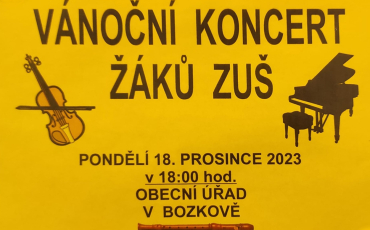 VÁNOČNÍ KONCERT
ŽÁKŮ ZUŠ
PONDĚLÍ 18. PROSINCE 2023
v 18:00 hod.
OBECNÍ ÚŘAD
V BOZKOVĚ